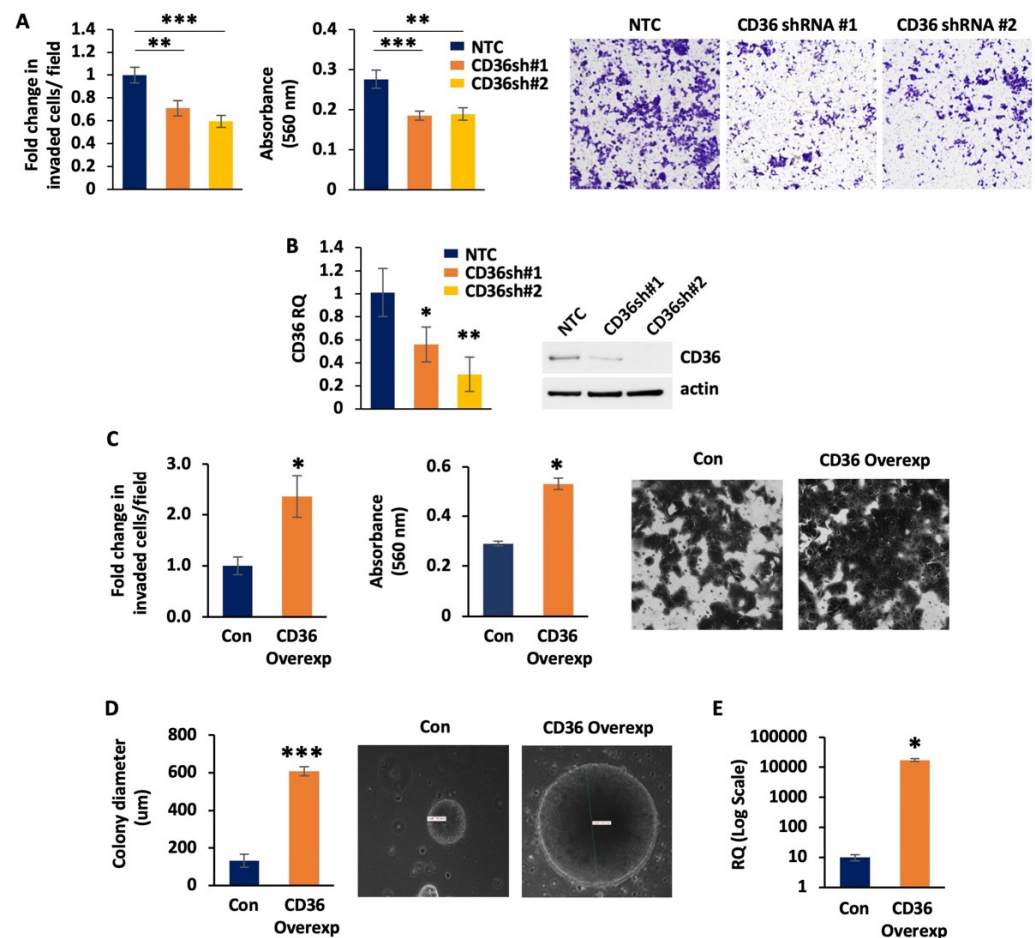 A
Fold change in
invaded cells/ field
1.4
1.2
1
0.8
0.6
0.4
0.2
0
***
**
Absorbance
(560 nm)
0.4
0.3
0.2
0.1
0
**
***
NTC
CD36sh#1
CD36sh#2
NTC
CD36 shRNA #1
CD36 shRNA #2
B
CD36 RQ
1.4
1.2
1
0.8
0.6
0.4
0.2
0
*
**
NTC
CD36sh#1
CD36sh#2
NTC
CD36sh#1
CD36sh#2
CD36
actin
C
Fold change in
invaded cells/field
3.0
2.0
1.0
0.0
*
Con
CD36
Overexp
Absorbance
(560 nm)
0.6
0.4
0.2
0
*
Con
CD36
Overexp
Con
CD36 Overexp
D
Colony diameter
(um)
800
600
400
200
0
***
Con
CD36
Overexp
Con
CD36 Overexp
E
RQ (Log Scale)
100000
10000
1000
100
10
1
*
Con
CD36
Overexp